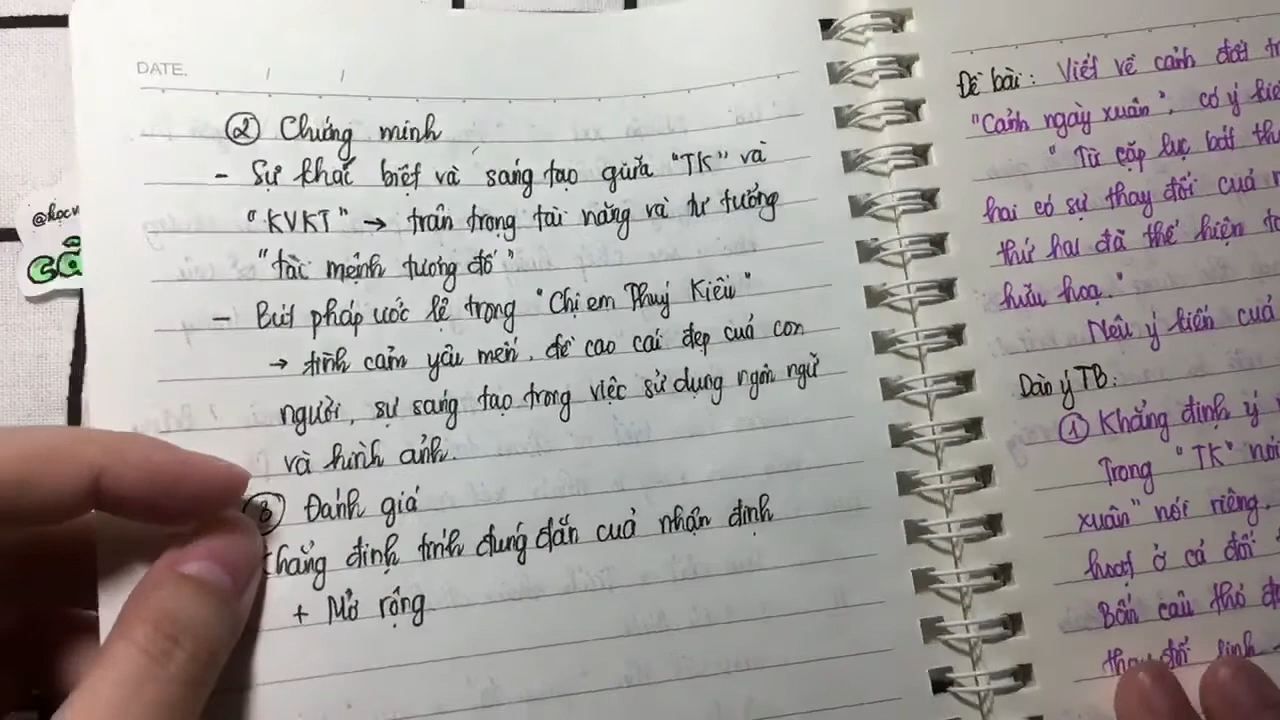 DATE. / /
② Chứng minh
- Sự khác biệt và sáng tạo giữa "TK" và
"KVKT" → trân trọng tài năng và tư tưởng
"tài mệnh tương đố"
- Bút pháp ước lệ trong "Chị em Thuý Kiều"
→ tình cảm yêu mến, đề cao cái đẹp của con
người, sự sáng tạo trong việc sử dụng ngôn ngữ
và hình ảnh.
③ Đánh giá
khẳng định tính đúng đắn của nhận định
+ Mở rộng
@học
Đề bài: Viết về cảnh đất
"Cảnh ngày xuân", có ý
" Từ cặp lục bát
hai có sự thay đổi của
thứ hai đã thể hiện
hữu hoạ."
Nêu ý kiến của
Dàn ý TB:
① Khẳng định ý
Trong "TK" nói
xuân" nói riêng.
hoạt ở cả đối
Bốn câu thơ
thay đổi linh